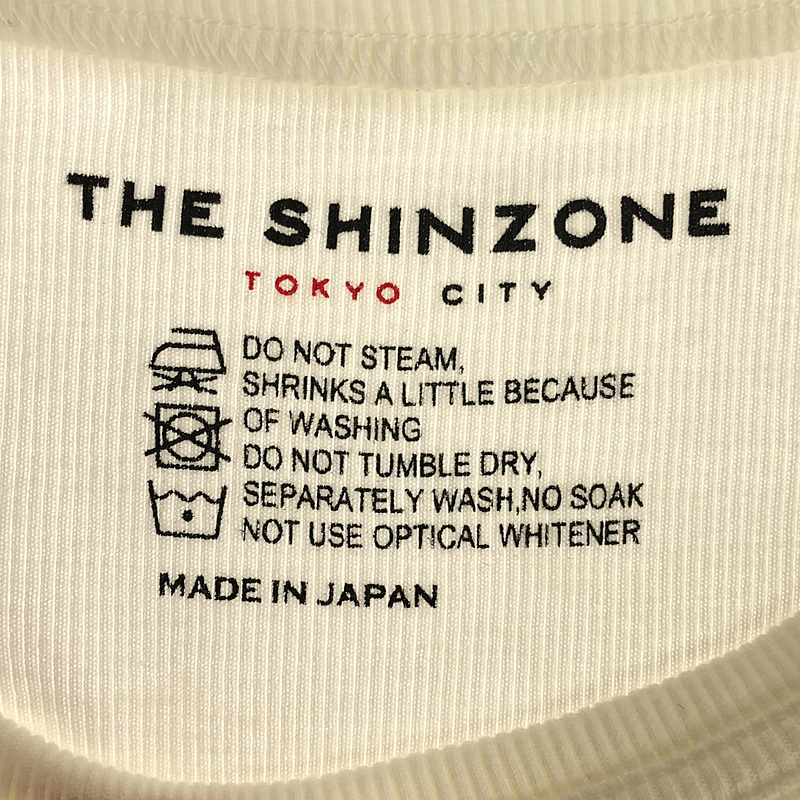 THE SHINZONE
TOKYO CITY
DO NOT STEAM,
SHRINKS A LITTLE BECAUSE
OF WASHING
DO NOT TUMBLE DRY,
SEPARATELY WASH,NO SOAK
NOT USE OPTICAL WHITENER
MADE IN JAPAN